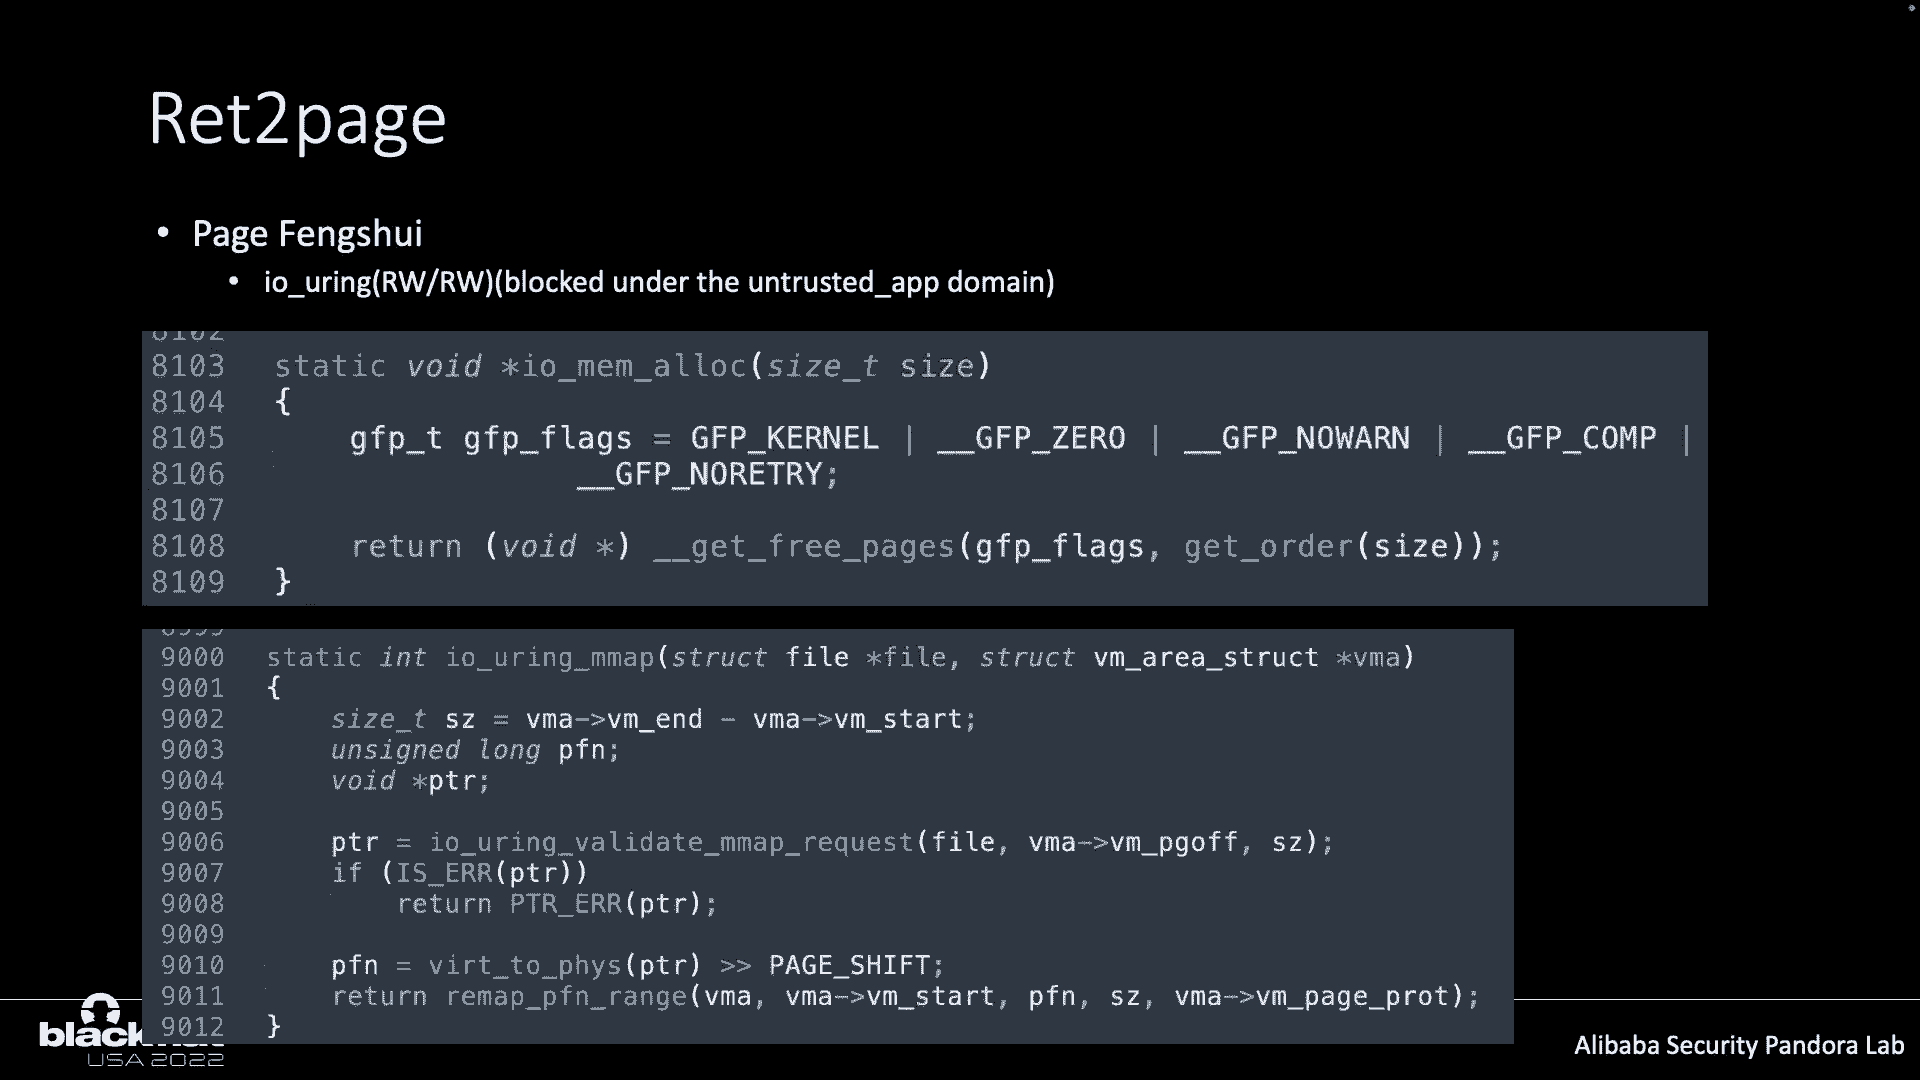 Ret2page
• Page Fengshui
• io_uring(RW/RW)(blocked under the untrusted_app domain)
8102
8103 static void *io_mem_alloc(size_t size)
8104 {
8105 gfp_t gfp_flags = GFP_KERNEL | __GFP_ZERO | __GFP_NOWARN | __GFP_COMP |
8106 __GFP_NORETRY;
8107
8108 return (void *) __get_free_pages(gfp_flags, get_order(size));
8109 }
9000 static int io_uring_mmap(struct file *file, struct vm_area_struct *vma)
9001 {
9002 size_t sz = vma->vm_end - vma->vm_start;
9003 unsigned long pfn;
9004 void *ptr;
9005
9006 ptr = io_uring_validate_mmap_request(file, vma->vm_pgoff, sz);
9007 if (IS_ERR(ptr))
9008 return PTR_ERR(ptr);
9009
9010 pfn = virt_to_phys(ptr) >> PAGE_SHIFT;
9011 return remap_pfn_range(vma, vma->vm_start, pfn, sz, vma->vm_page_prot);
9012 }
USA 2022
Alibaba Security Pandora Lab